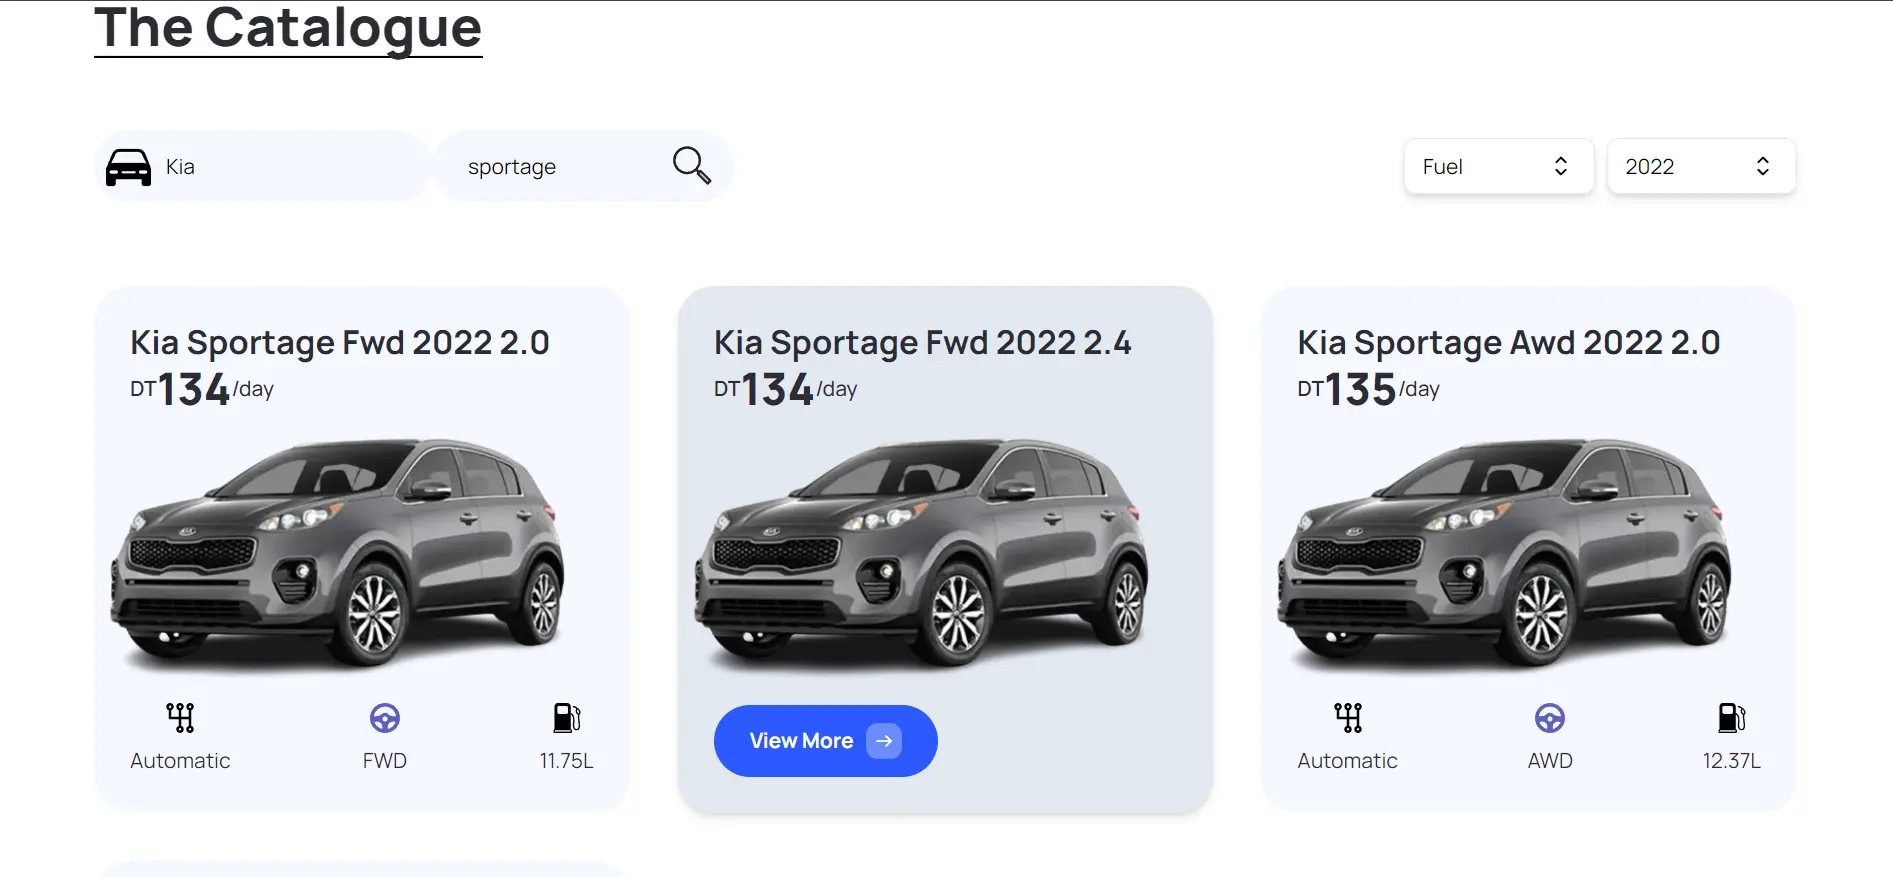 The Catalogue
Kia
sportage
Fuel
2022
Kia Sportage Fwd 2022 2.0
DT134/day
Automatic
FWD
11.75L
Kia Sportage Fwd 2022 2.4
DT134/day
View More
Kia Sportage Awd 2022 2.0
DT135/day
Automatic
AWD
12.37L